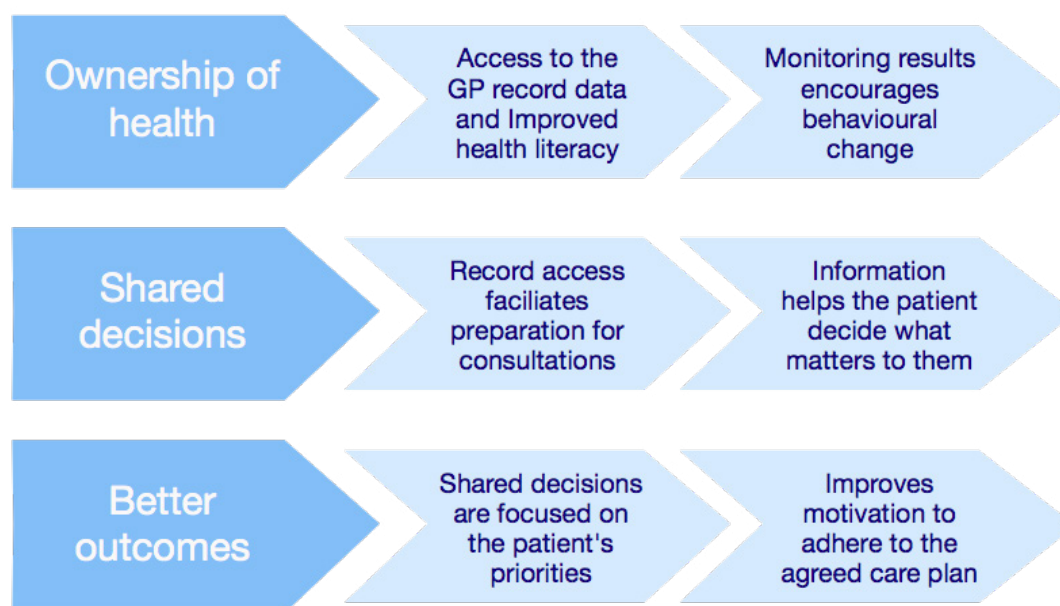 Ownership of
health
Access to the
GP record data
and Improved
health literacy
Monitoring results
encourages
behavioural
change
Shared
decisions
Record access
faciliates
preparation for
consultations
Information
helps the patient
decide what
matters to them
Better
outcomes
Shared decisions
are focused on
the patient's
priorities
Improves
motivation to
adhere to the
agreed care plan